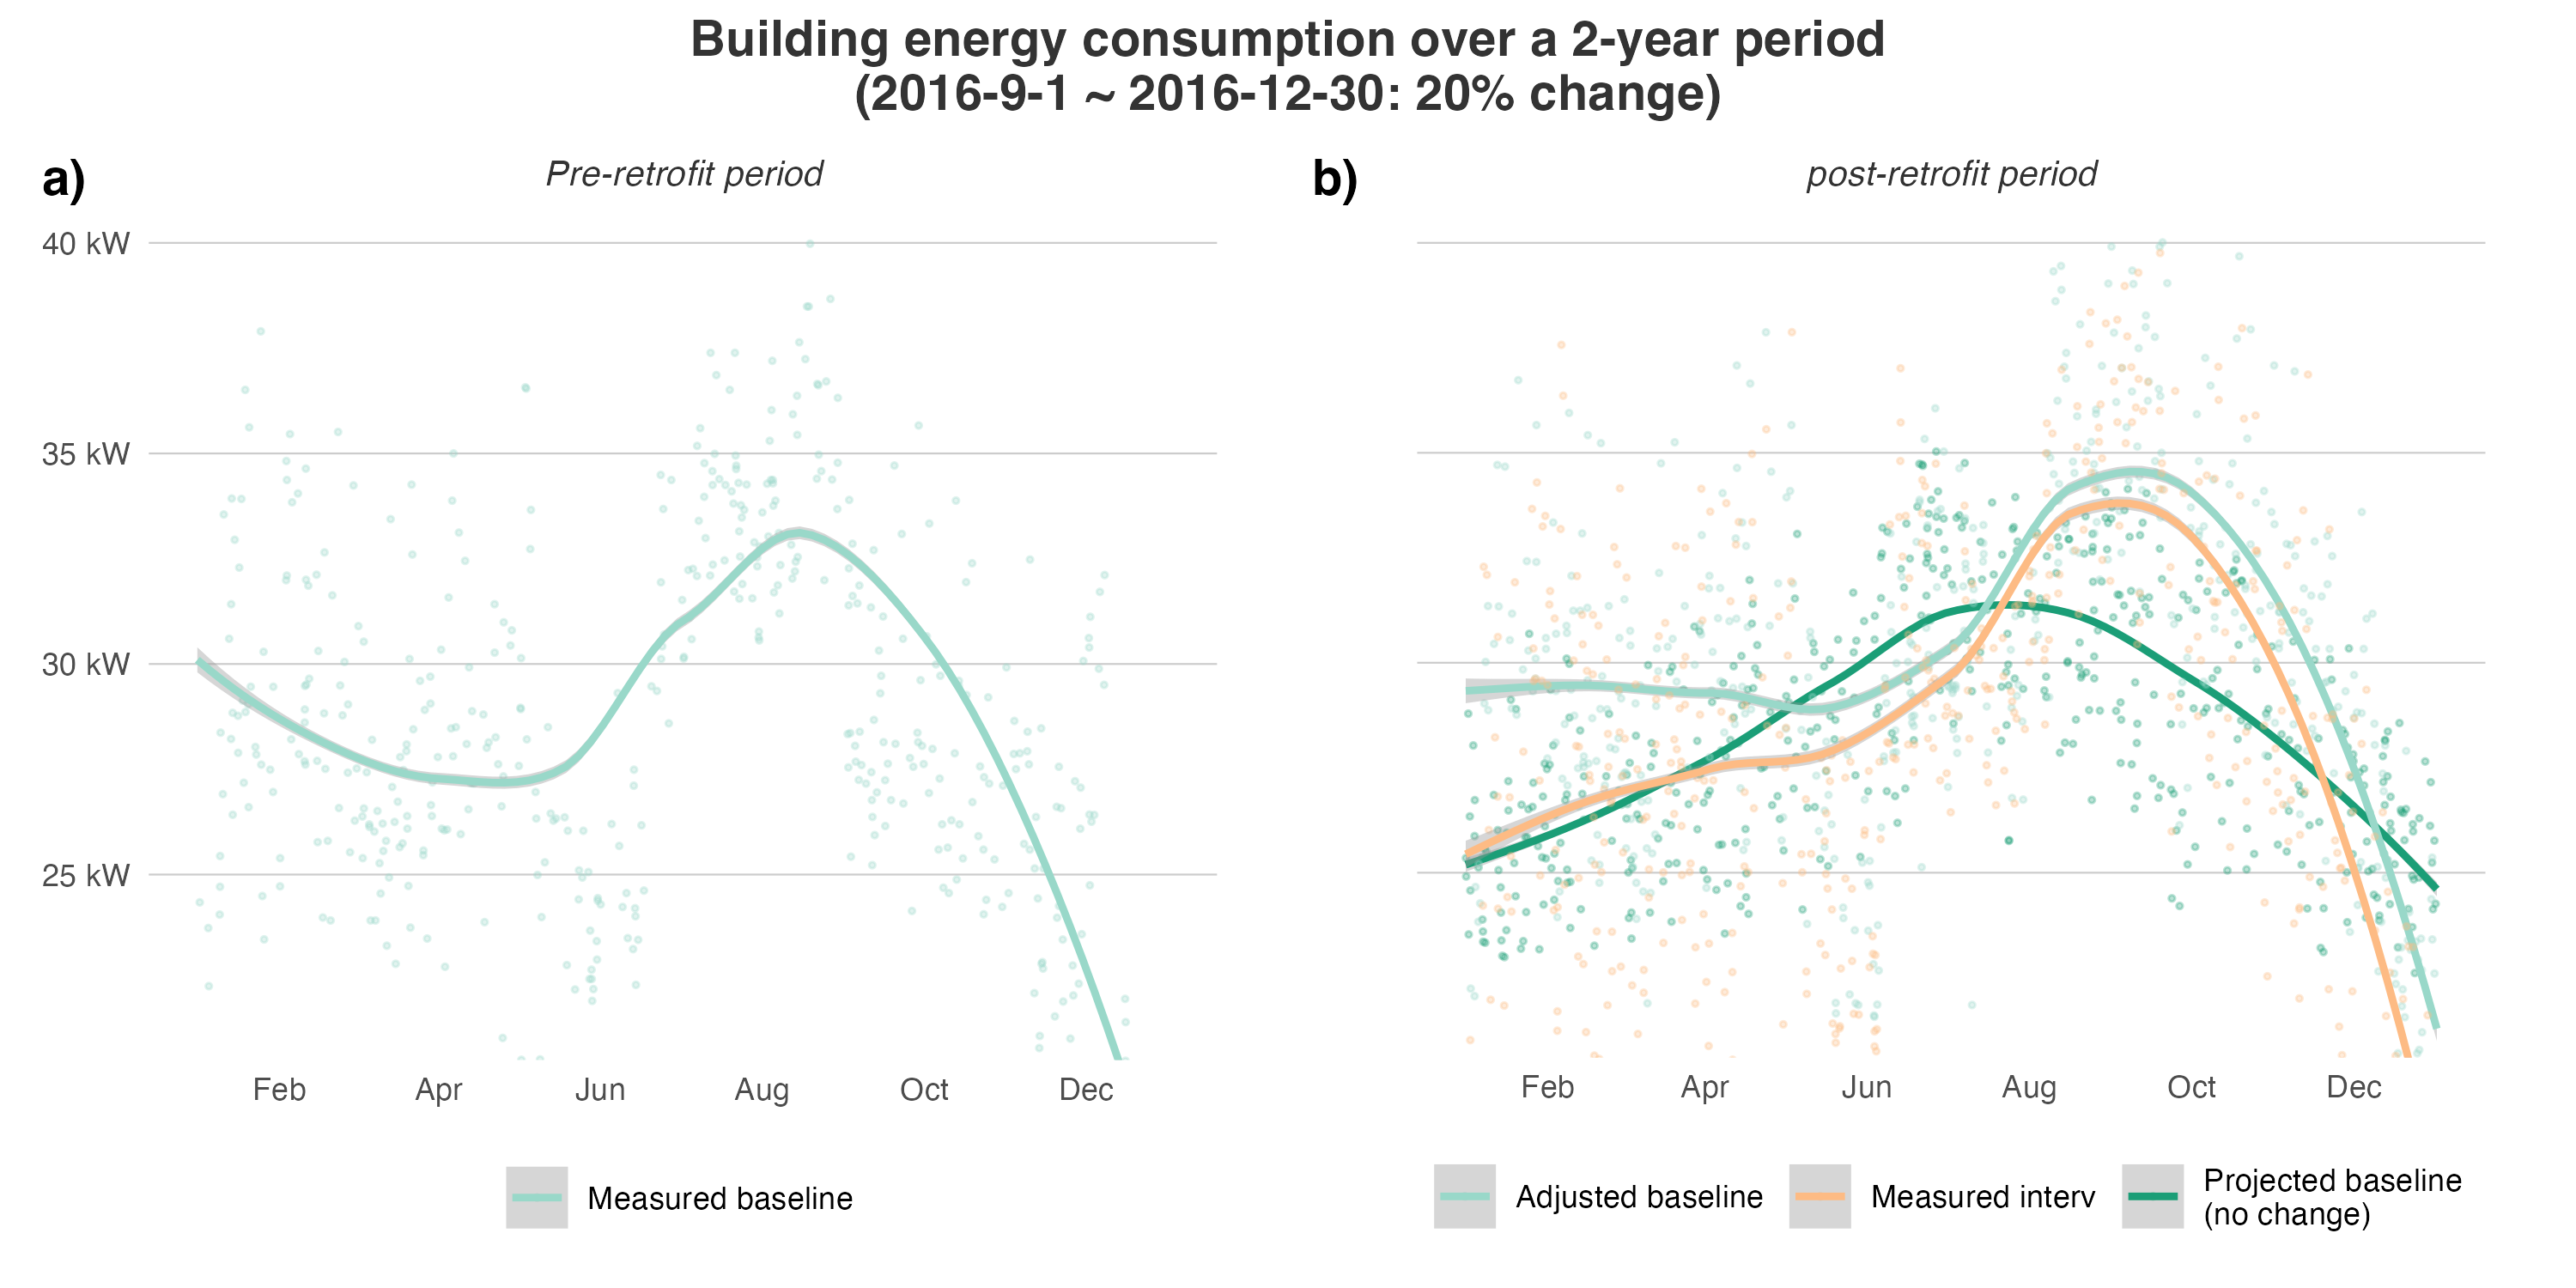 Building energy consumption over a 2-year period
(2016-9-1 ~ 2016-12-30: 20% change)
a)
Pre-retrofit period
40 kW
35 kW
30 kW
25 kW
Feb Apr Jun Aug Oct Dec
Measured baseline
b)
post-retrofit period
Feb Apr Jun Aug Oct Dec
Adjusted baseline
Measured interv
Projected baseline
(no change)